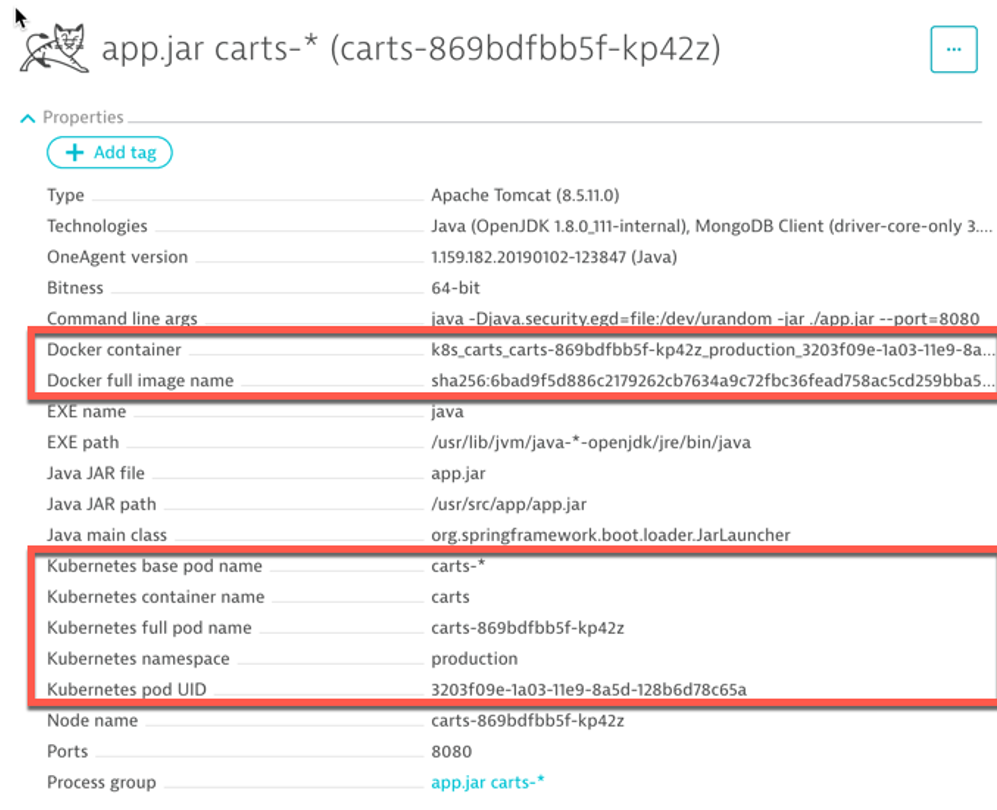 app.jar carts-* (carts-869bdfbb5f-kp42z)
...
Properties
+ Add tag
Type Apache Tomcat (8.5.11.0)
Technologies Java (OpenJDK 1.8.0_111-internal), MongoDB Client (driver-core-only 3....
OneAgent version 1.159.182.20190102-123847 (Java)
Bitness 64-bit
Command line args java -Djava.security.egd=file:/dev/urandom -jar ./app.jar --port=8080
Docker container k8s_carts_carts-869bdfbb5f-kp42z_production_3203f09e-1a03-11e9-8a...
Docker full image name sha256:6bad9f5d886c2179262cb7634a9c72fbc36fead758ac5cd259bba5...
EXE name java
EXE path /usr/lib/jvm/java-*-openjdk/jre/bin/java
Java JAR file app.jar
Java JAR path /usr/src/app/app.jar
Java main class org.springframework.boot.loader.JarLauncher
Kubernetes base pod name carts-*
Kubernetes container name carts
Kubernetes full pod name carts-869bdfbb5f-kp42z
Kubernetes namespace production
Kubernetes pod UID 3203f09e-1a03-11e9-8a5d-128b6d78c65a
Node name carts-869bdfbb5f-kp42z
Ports 8080
Process group app.jar carts-*